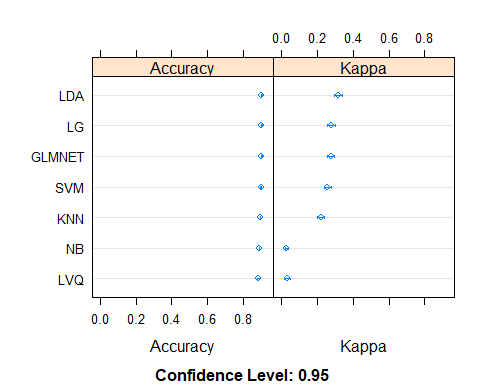 0.0 0.2 0.4 0.6 0.8
Accuracy Kappa
LDA
LG
GLMNET
SVM
KNN
NB
LVQ
0.0 0.2 0.4 0.6 0.8
Accuracy Kappa
Confidence Level: 0.95